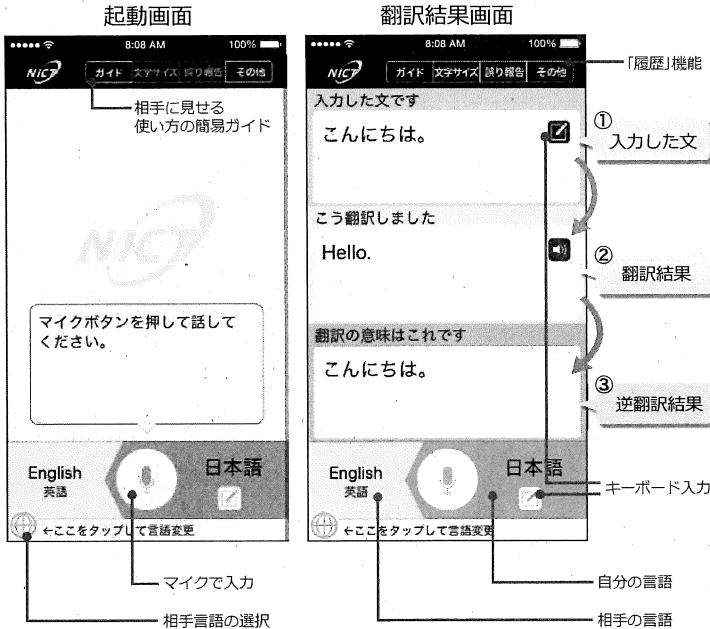 起動画面
8:08 AM 100%
NICT ガイド 文字サイズ 誤り報告 その他
相手に見せる
使い方の簡易ガイド
NICT
マイクボタンを押して話して
ください。
English
英語
日本語
←ここをタップして言語変更
マイクで入力
相手言語の選択
翻訳結果画面
8:08 AM 100%
NICT ガイド 文字サイズ 誤り報告 その他
「履歴」機能
入力した文です
こんにちは。
①
入力した文
こう翻訳しました
Hello.
②
翻訳結果
翻訳の意味はこれです
こんにちは。
③
逆翻訳結果
English
英語
日本語
キーボード入力
←ここをタップして言語変更
自分の言語
相手の言語